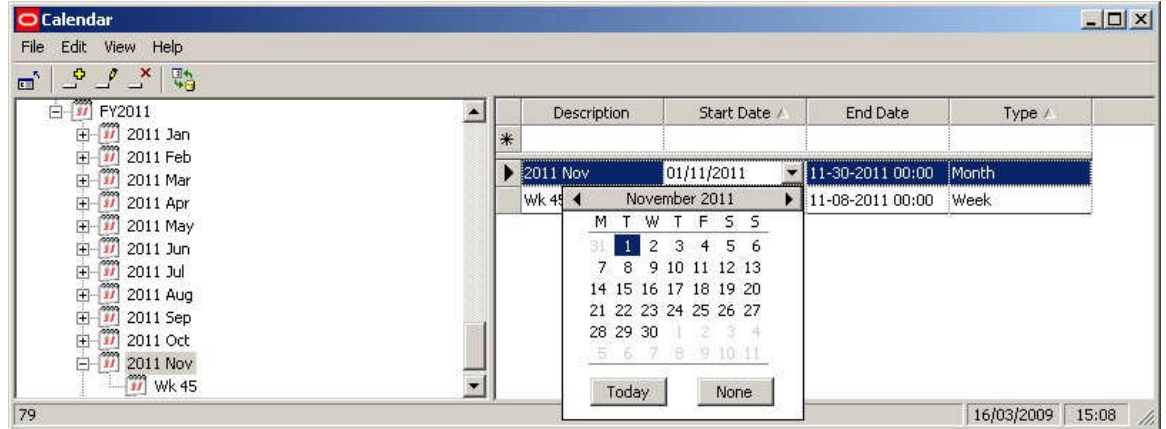 Calendar
File Edit View Help
FY2011
2011 Jan
2011 Feb
2011 Mar
2011 Apr
2011 May
2011 Jun
2011 Jul
2011 Aug
2011 Sep
2011 Oct
2011 Nov
Wk 45
Description Start Date End Date Type
2011 Nov 01/11/2011 11-30-2011 00:00 Month
Wk 45 11-08-2011 00:00 Week
November 2011
M T W T F S S
31 1 2 3 4 5 6
7 8 9 10 11 12 13
14 15 16 17 18 19 20
21 22 23 24 25 26 27
28 29 30 1 2 3 4
5 6 7 8 9 10 11
Today None
79 16/03/2009 15:08